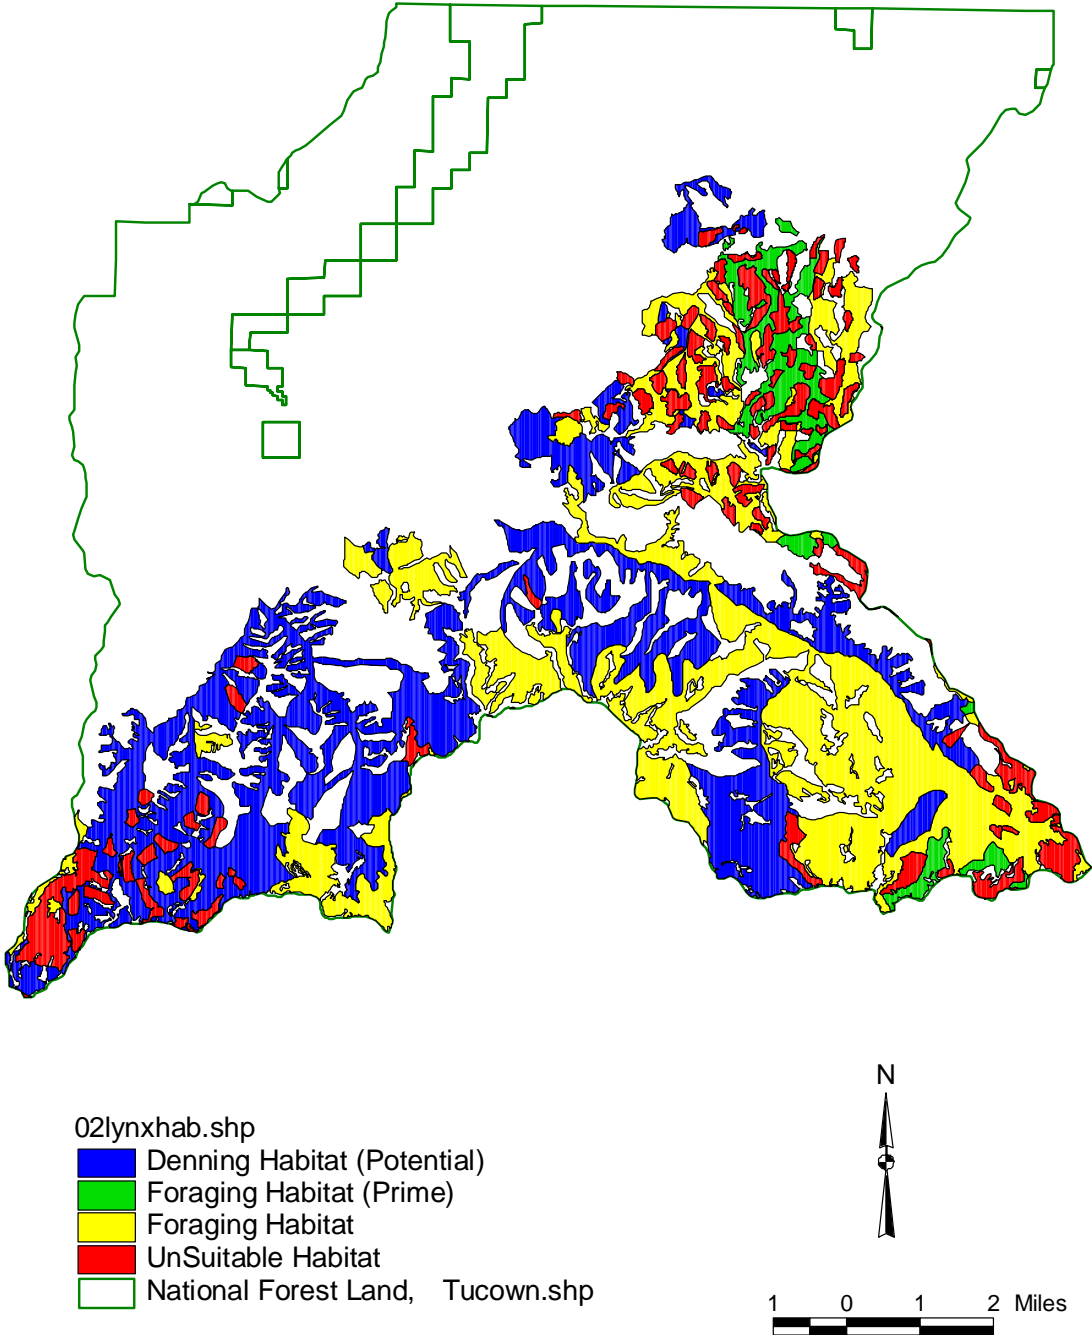 N
02lynxhab.shp
Denning Habitat (Potential)
Foraging Habitat (Prime)
Foraging Habitat
UnSuitable Habitat
National Forest Land, Tucown.shp
1 0 1 2 Miles